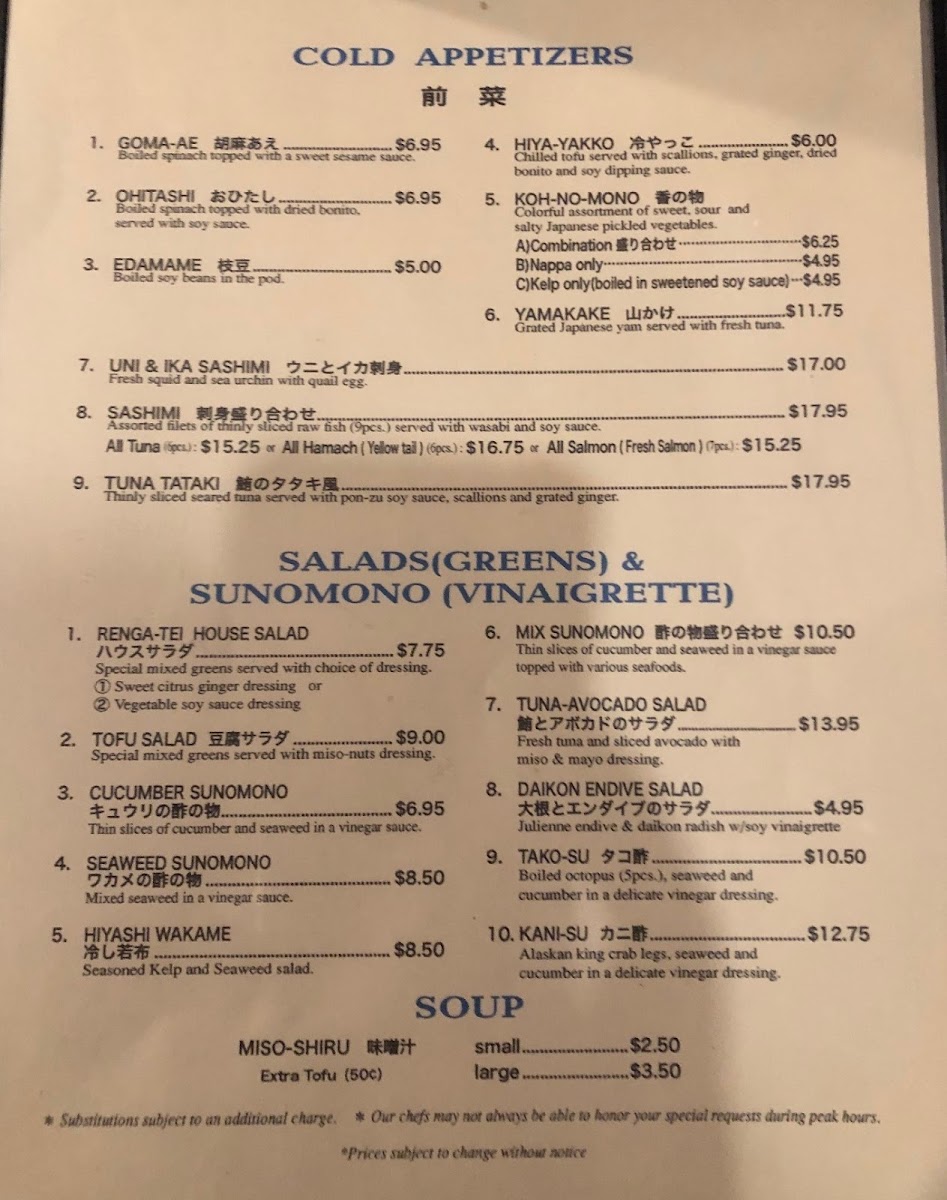 COLD APPETIZERS
前 菜
1. GOMA-AE 胡麻あえ ........................ $6.95
Boiled spinach topped with a sweet sesame sauce.
2. OHITASHI おひたし ........................ $6.95
Boiled spinach topped with dried bonito,
served with soy sauce.
3. EDAMAME 枝豆 ........................ $5.00
Boiled soy beans in the pod.
4. HIYA-YAKKO 冷やっこ ........................ $6.00
Chilled tofu served with scallions, grated ginger, dried
bonito and soy dipping sauce.
5. KOH-NO-MONO 香の物
Colorful assortment of sweet, sour and
salty Japanese pickled vegetables.
A)Combination 盛り合わせ ........................ $6.25
B)Nappa only ........................ $4.95
C)Kelp only(boiled in sweetened soy sauce) ... $4.95
6. YAMAKAKE 山かけ ........................ $11.75
Grated Japanese yam served with fresh tuna.
7. UNI & IKA SASHIMI ウニとイカ刺身 ........................ $17.00
Fresh squid and sea urchin with quail egg.
8. SASHIMI 刺身盛り合わせ ........................ $17.95
Assorted filets of thinly sliced raw fish (9pcs.) served with wasabi and soy sauce.
All Tuna (6pcs.) : $15.25 or All Hamach ( Yellow tail ) (6pcs.) : $16.75 or All Salmon ( Fresh Salmon ) (7pcs.) : $15.25
9. TUNA TATAKI 鮪のタタキ風 ........................ $17.95
Thinly sliced seared tuna served with pon-zu soy sauce, scallions and grated ginger.
SALADS(GREENS) &
SUNOMONO (VINAIGRETTE)
1. RENGA-TEI HOUSE SALAD
ハウスサラダ ........................ $7.75
Special mixed greens served with choice of dressing.
① Sweet citrus ginger dressing or
② Vegetable soy sauce dressing
2. TOFU SALAD 豆腐サラダ ........................ $9.00
Special mixed greens served with miso-nuts dressing.
3. CUCUMBER SUNOMONO
キュウリの酢の物 ........................ $6.95
Thin slices of cucumber and seaweed in a vinegar sauce.
4. SEAWEED SUNOMONO
ワカメの酢の物 ........................ $8.50
Mixed seaweed in a vinegar sauce.
5. HIYASHI WAKAME
冷し若布 ........................ $8.50
Seasoned Kelp and Seaweed salad.
6. MIX SUNOMONO 酢の物盛り合わせ $10.50
Thin slices of cucumber and seaweed in a vinegar sauce
topped with various seafoods.
7. TUNA-AVOCADO SALAD
鮪とアボカドのサラダ ........................ $13.95
Fresh tuna and sliced avocado with
miso & mayo dressing.
8. DAIKON ENDIVE SALAD
大根とエンダイブのサラダ ........................ $4.95
Julienne endive & daikon radish w/soy vinaigrette
9. TAKO-SU タコ酢 ........................ $10.50
Boiled octopus (5pcs.), seaweed and
cucumber in a delicate vinegar dressing.
10. KANI-SU カニ酢 ........................ $12.75
Alaskan king crab legs, seaweed and
cucumber in a delicate vinegar dressing.
SOUP
MISO-SHIRU 味噌汁 small ........................ $2.50
Extra Tofu (50¢) large ........................ $3.50
* Substitutions subject to an additional charge. * Our chefs may not always be able to honor your special requests during peak hours.
*Prices subject to change without notice